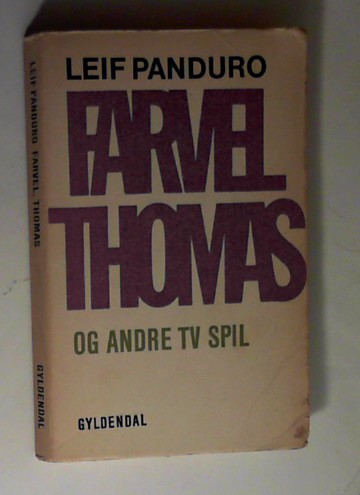 LEIF PANDURO
FARVEL
THOMAS
OG ANDRE TV SPIL
GYLDENDAL
LEIF PANDURO FARVEL THOMAS
GYLDENDAL